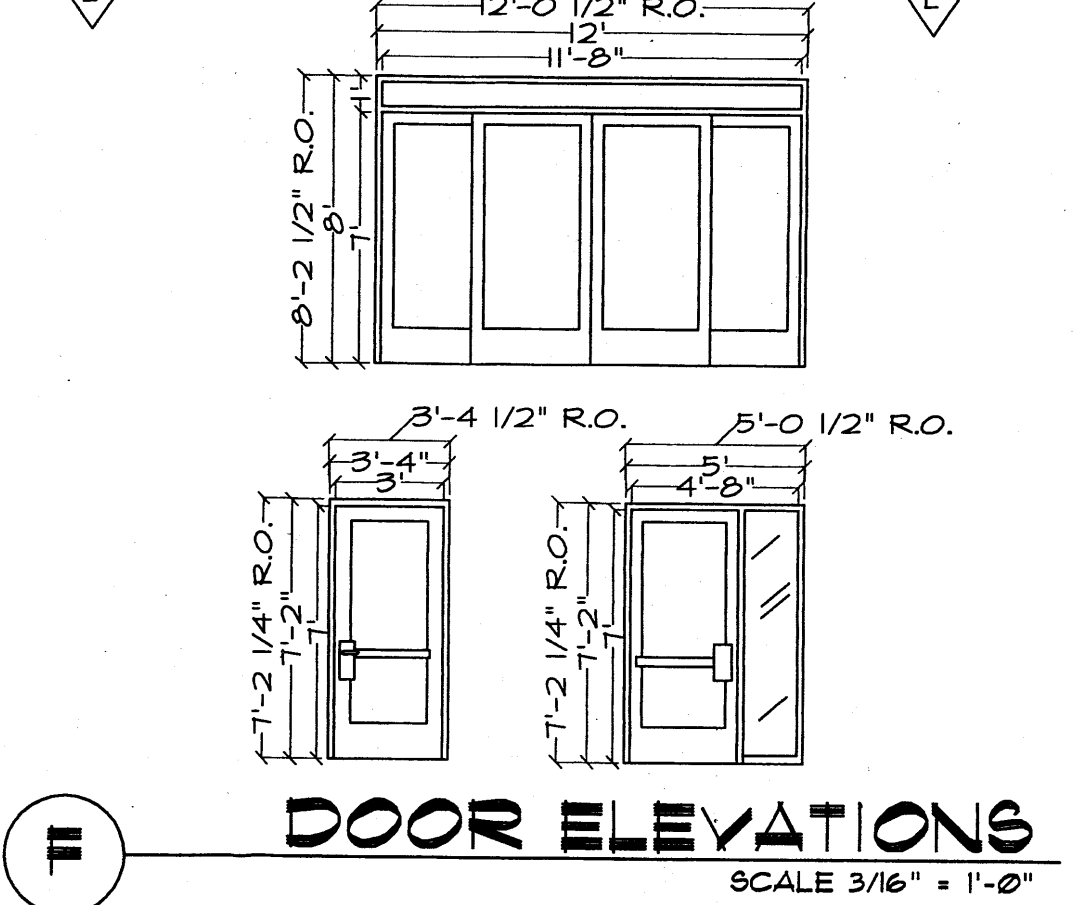 12'-0 1/2" R.O.
12'
11'-8"
1'
8'-2 1/2" R.O.
8'
7'
3'-4 1/2" R.O.
3'-4"
3'
7'-2 1/4" R.O.
7'-2"
7'
5'-0 1/2" R.O.
5'
4'-8"
7'-2 1/4" R.O.
7'-2"
7'
F
DOOR ELEVATIONS
SCALE 3/16" = 1'-0"